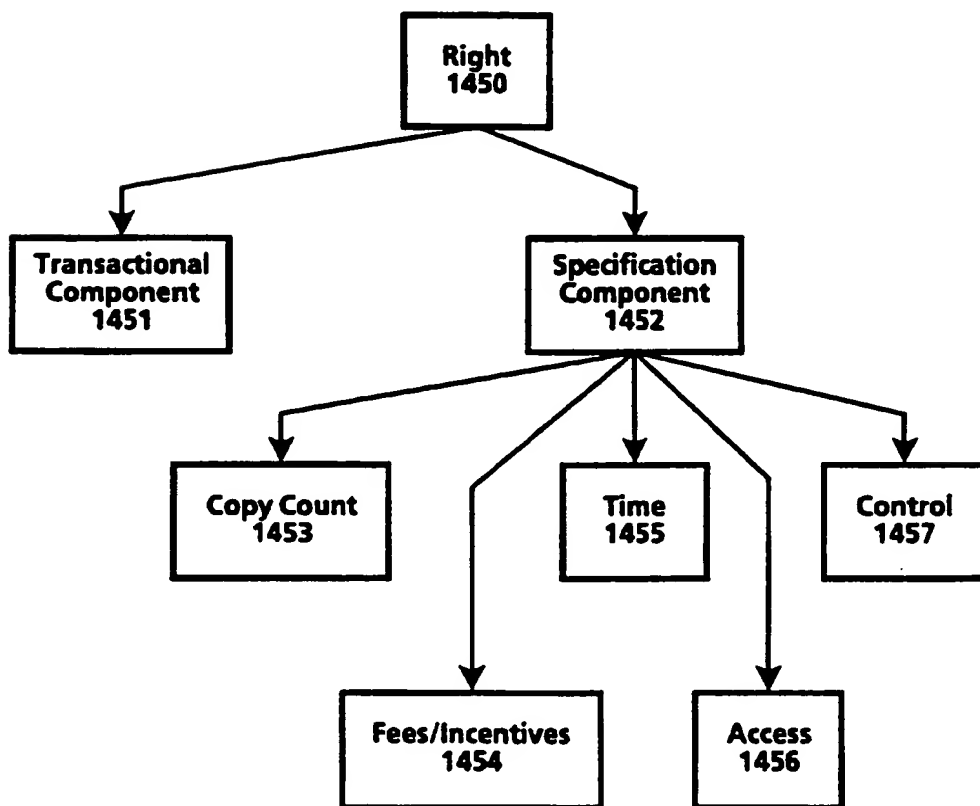 Right
1450
Transactional
Component
1451
Specification
Component
1452
Copy Count
1453
Time
1455
Control
1457
Fees/Incentives
1454
Access
1456